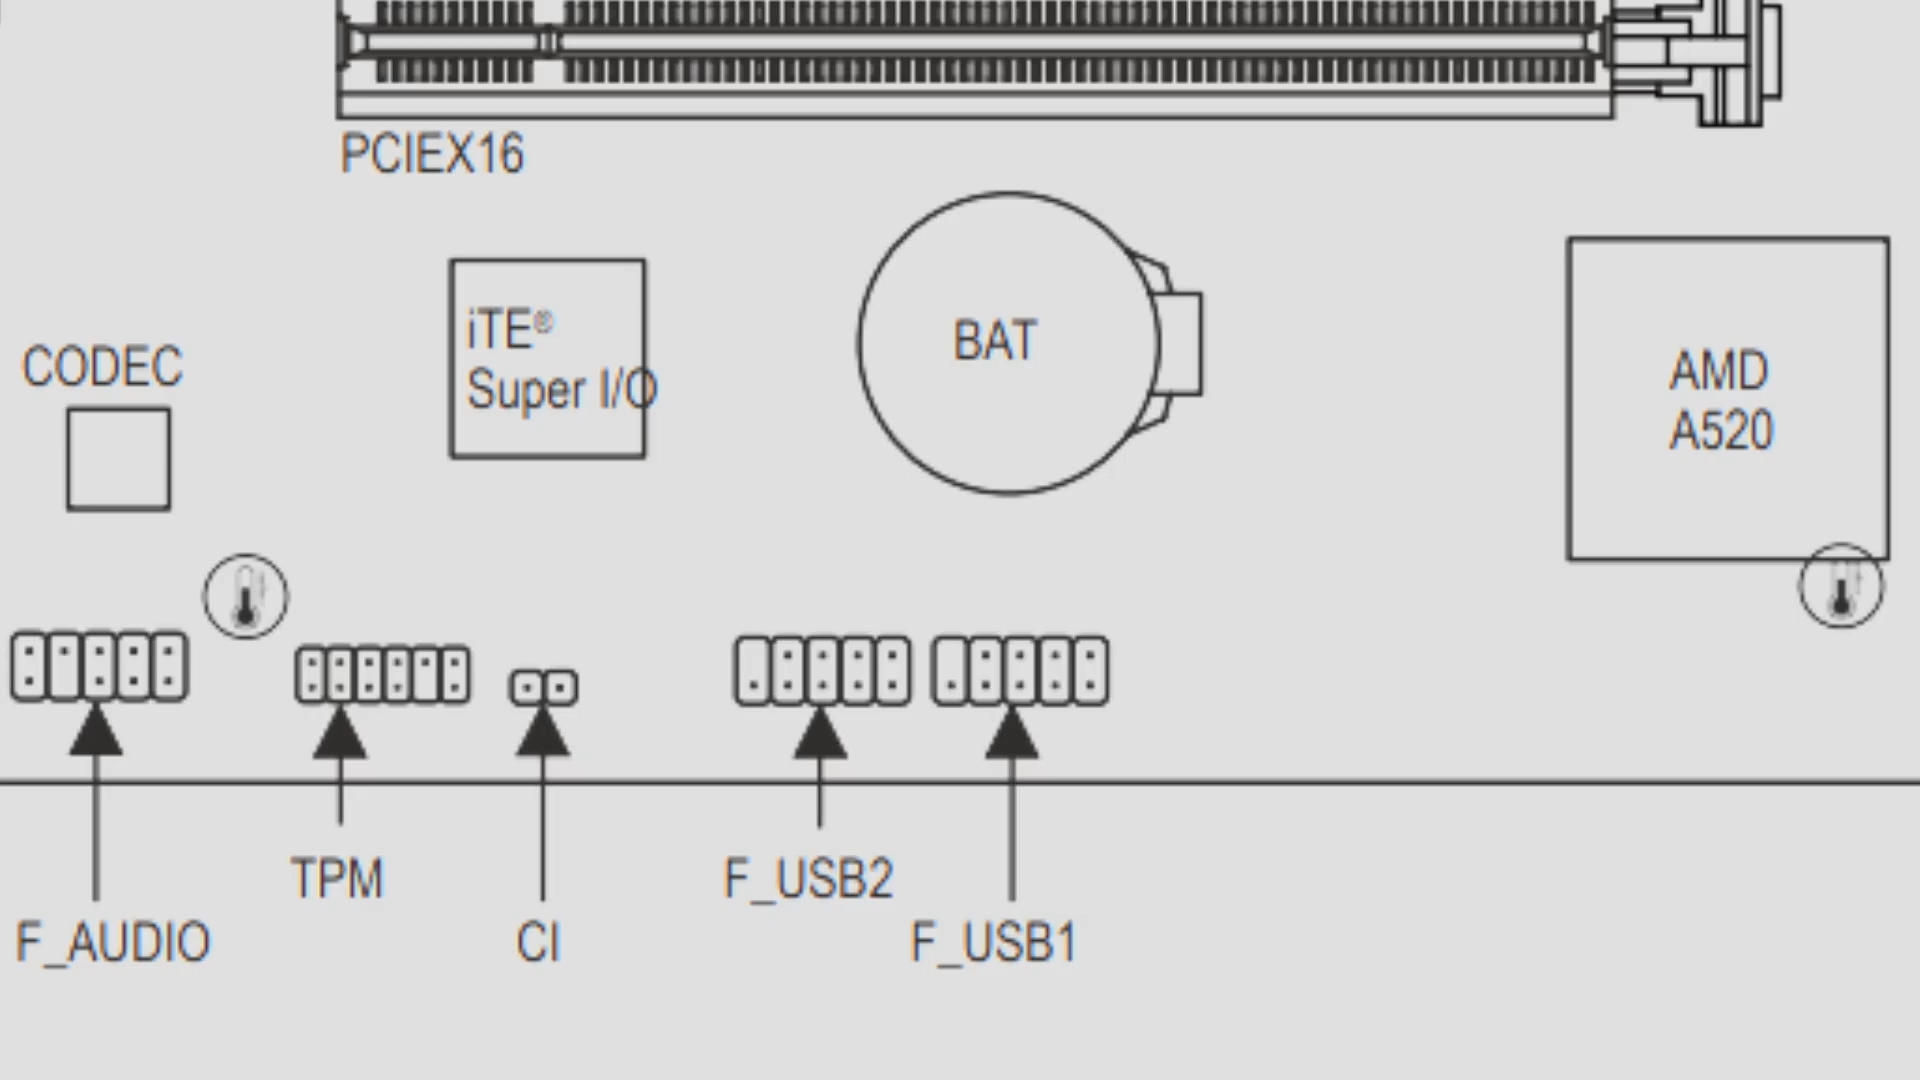 PCIEX16
iTE®
Super I/O
BAT
CODEC
AMD
A520
TPM
F_USB2
F_AUDIO
CI
F_USB1